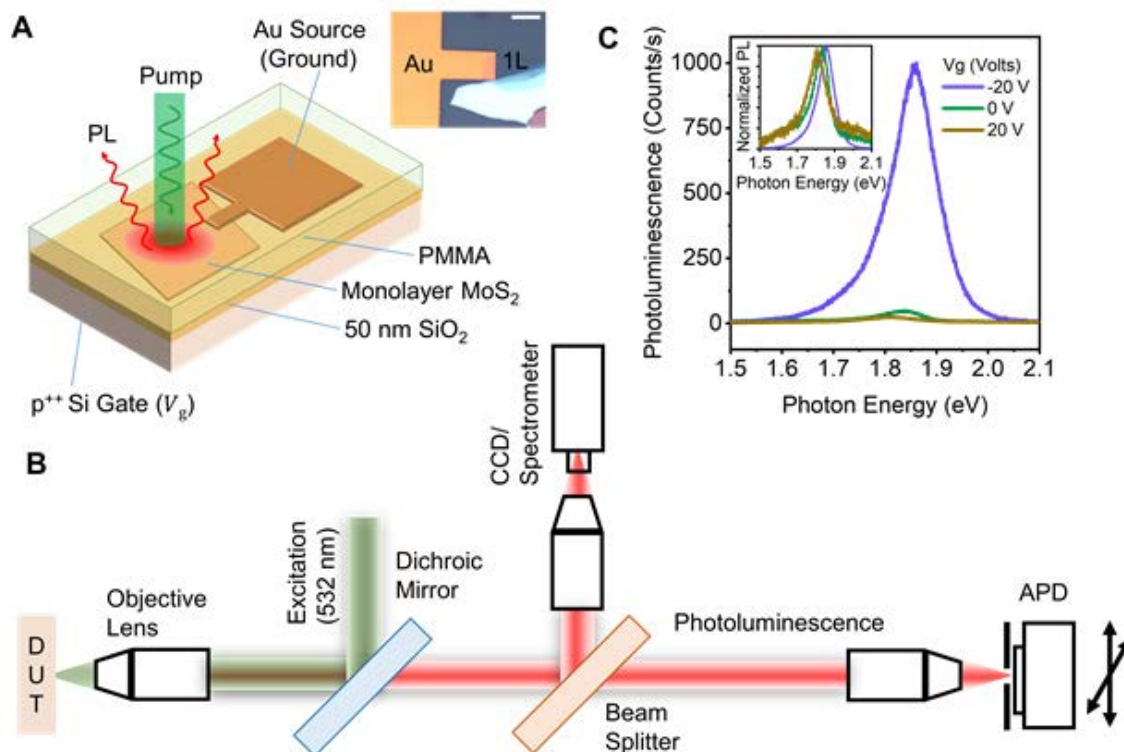 A
Au Source
(Ground)
Pump
PL
Au
1L
PMMA
Monolayer MoS₂
50 nm SiO₂
p⁺⁺ Si Gate (V_g)
C
Photoluminescnence (Counts/s)
1000
750
500
250
0
1.5 1.6 1.7 1.8 1.9 2.0 2.1
Photon Energy (eV)
Normalized PL
1.5 1.7 1.9 2.1
Photon Energy (eV)
Vg (Volts)
-20 V
0 V
20 V
B
DUT
Objective
Lens
Excitation
(532 nm)
Dichroic
Mirror
CCD/
Spectrometer
Beam
Splitter
Photoluminescence
APD